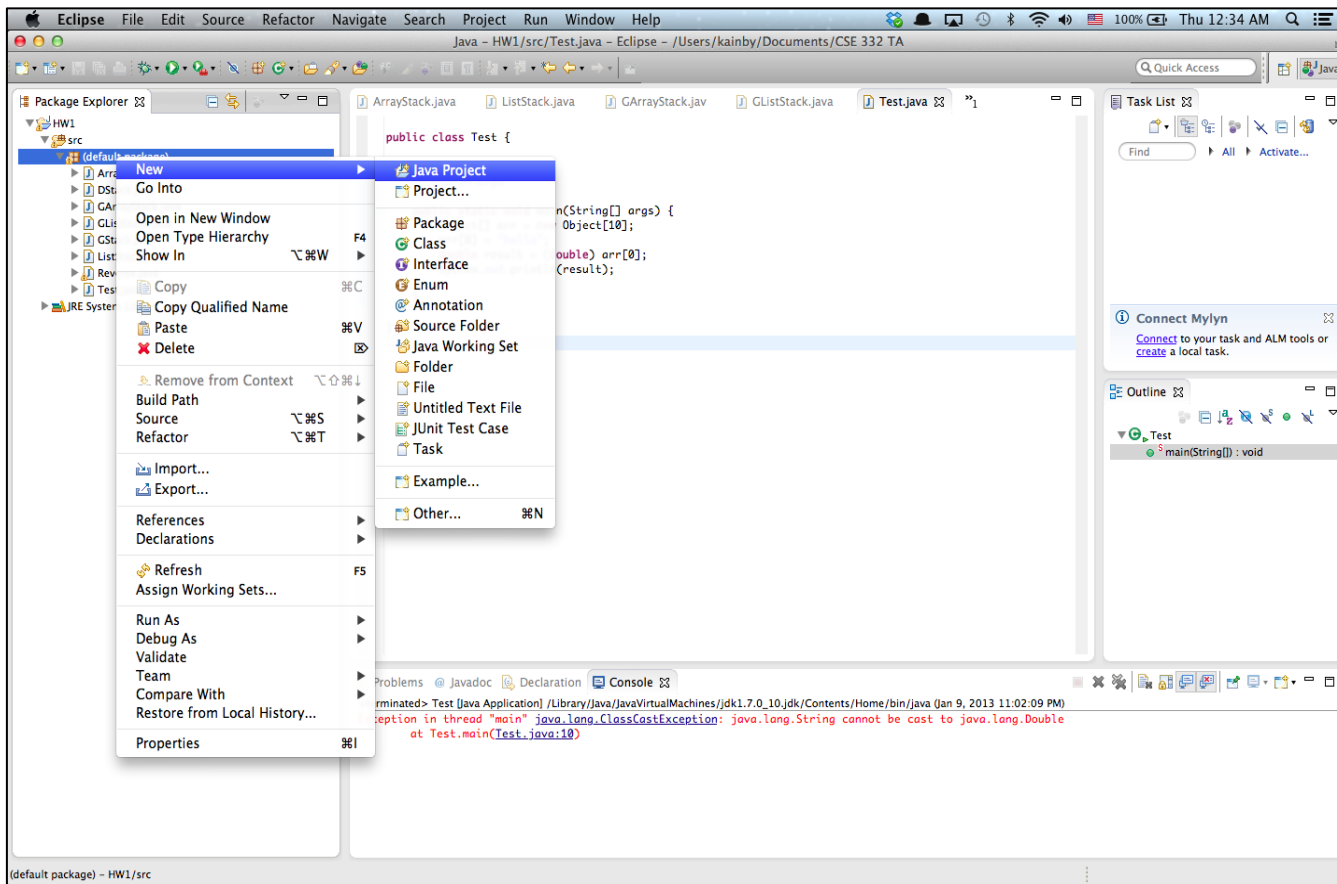 Eclipse File Edit Source Refactor Navigate Search Project Run Window Help 100% Thu 12:34 AM
Java – HW1/src/Test.java – Eclipse – /Users/kainby/Documents/CSE 332 TA
Quick Access Java
Package Explorer
HW1
src
(default package)
Arra
DSt
GAr
GLis
GSta
List
Rev
Tes
JRE System
New
Go Into
Open in New Window
Open Type Hierarchy F4
Show In ⌥⌘W
Copy ⌘C
Copy Qualified Name
Paste ⌘V
Delete ⌦
Remove from Context ⌥⇧⌘↓
Build Path
Source ⌥⌘S
Refactor ⌥⌘T
Import...
Export...
References
Declarations
Refresh F5
Assign Working Sets...
Run As
Debug As
Validate
Team
Compare With
Restore from Local History...
Properties ⌘I
Java Project
Project...
Package
Class
Interface
Enum
Annotation
Source Folder
Java Working Set
Folder
File
Untitled Text File
JUnit Test Case
Task
Example...
Other... ⌘N
ArrayStack.java ListStack.java GArrayStack.jav GListStack.java Test.java »1
public class Test {
n(String[] args) {
Object[10];
ouble) arr[0];
(result);
Task List
Find All Activate...
Connect Mylyn
Connect to your task and ALM tools or
create a local task.
Outline
Test
main(String[]) : void
Problems @ Javadoc Declaration Console
rminated> Test [Java Application] /Library/Java/JavaVirtualMachines/jdk1.7.0_10.jdk/Contents/Home/bin/java (Jan 9, 2013 11:02:09 PM)
ception in thread "main" java.lang.ClassCastException: java.lang.String cannot be cast to java.lang.Double
at Test.main(Test.java:10)
(default package) – HW1/src